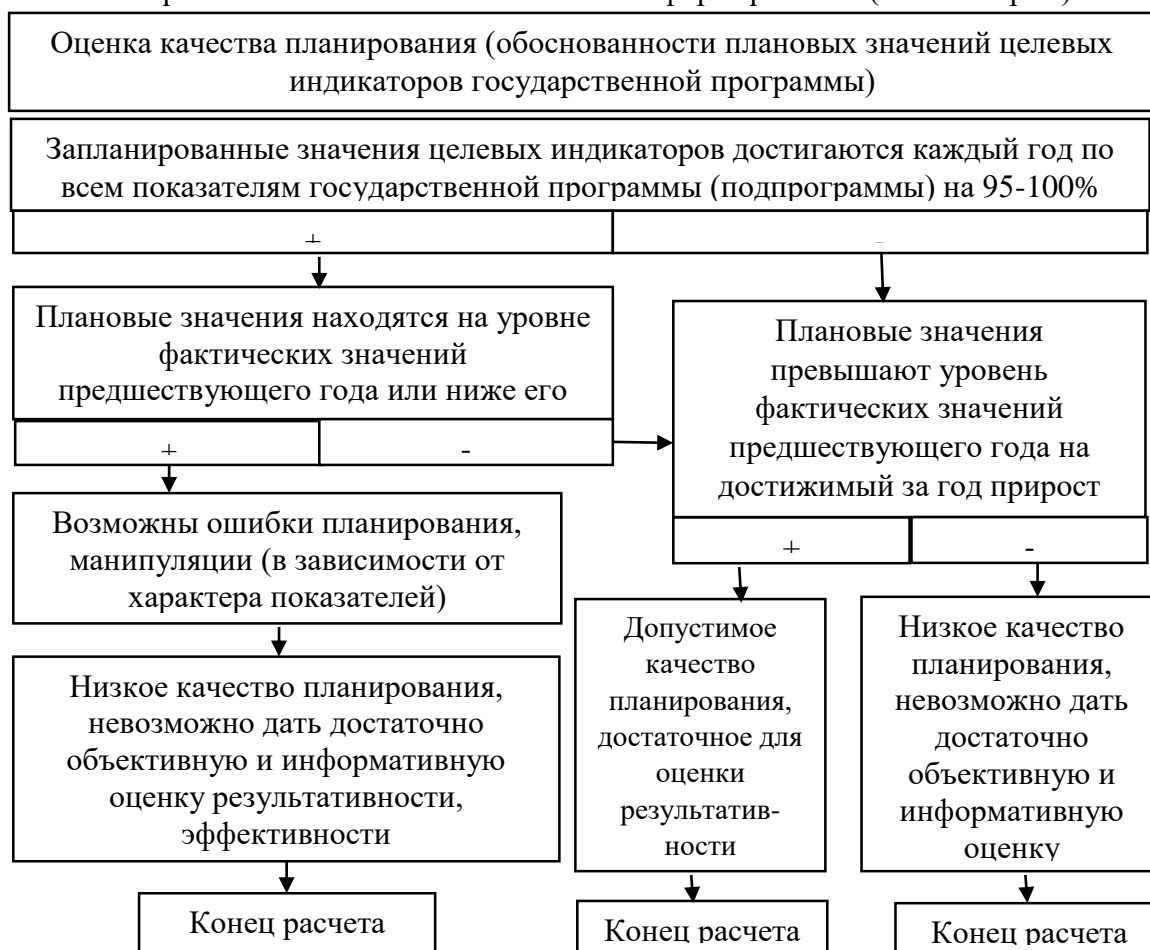 Оценка качества планирования (обоснованности плановых значений целевых
индикаторов государственной программы)
Запланированные значения целевых индикаторов достигаются каждый год по
всем показателям государственной программы (подпрограммы) на 95-100%
+
-
Плановые значения находятся на уровне
фактических значений
предшествующего года или ниже его
+
-
Плановые значения
превышают уровень
фактических значений
предшествующего года на
достижимый за год прирост
+
-
Возможны ошибки планирования,
манипуляции (в зависимости от
характера показателей)
Низкое качество планирования,
невозможно дать достаточно
объективную и информативную
оценку результативности,
эффективности
Допустимое
качество
планирования,
достаточное для
оценки
результатив-
ности
Низкое качество
планирования,
невозможно дать
достаточно
объективную и
информативную
оценку
Конец расчета
Конец расчета
Конец расчета